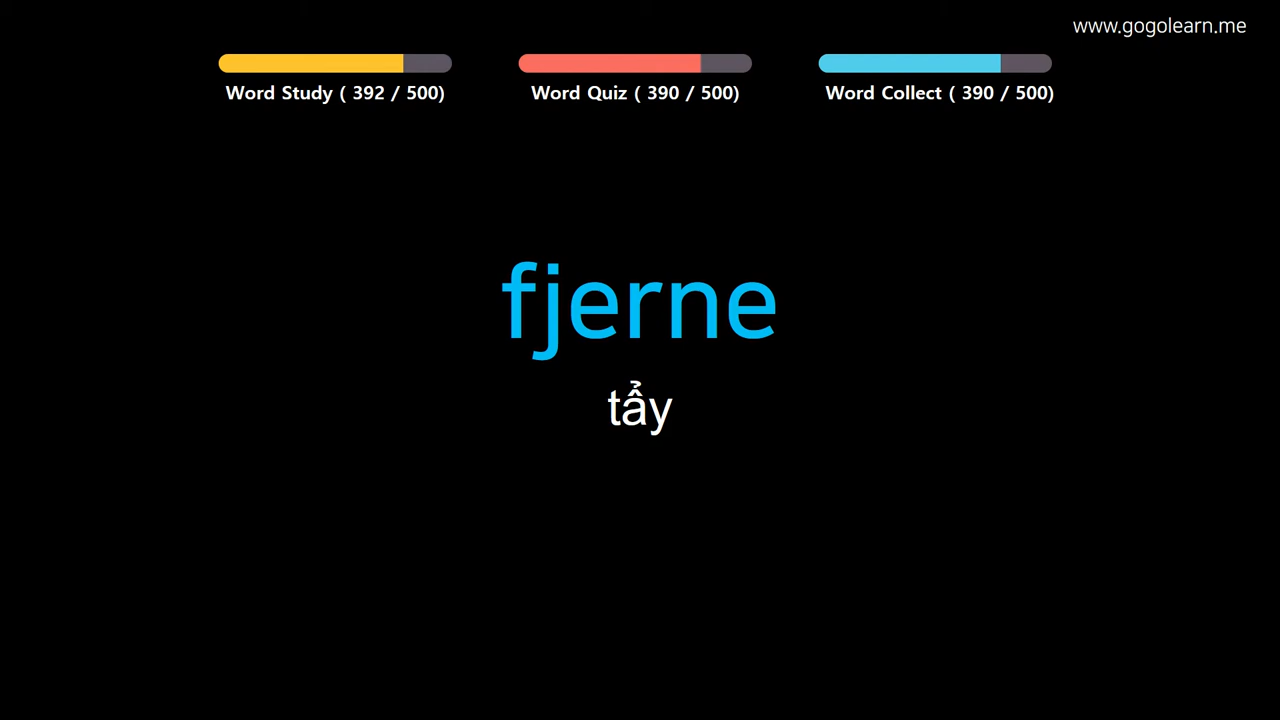 www.gogolearn.me
Word Study ( 392 / 500)
Word Quiz ( 390 / 500)
Word Collect ( 390 / 500)
fjerne
tẩy